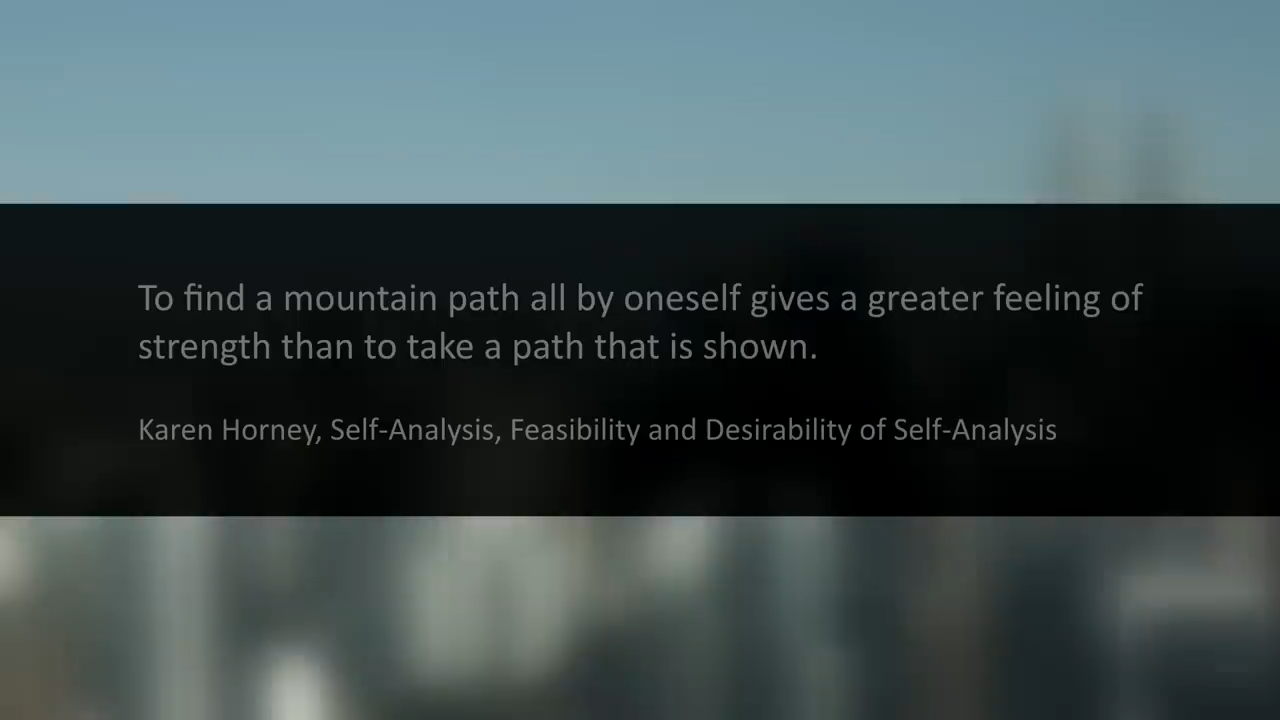 To find a mountain path all by oneself gives a greater feeling of
strength than to take a path that is shown.
Karen Horney, Self-Analysis, Feasibility and Desirability of Self-Analysis